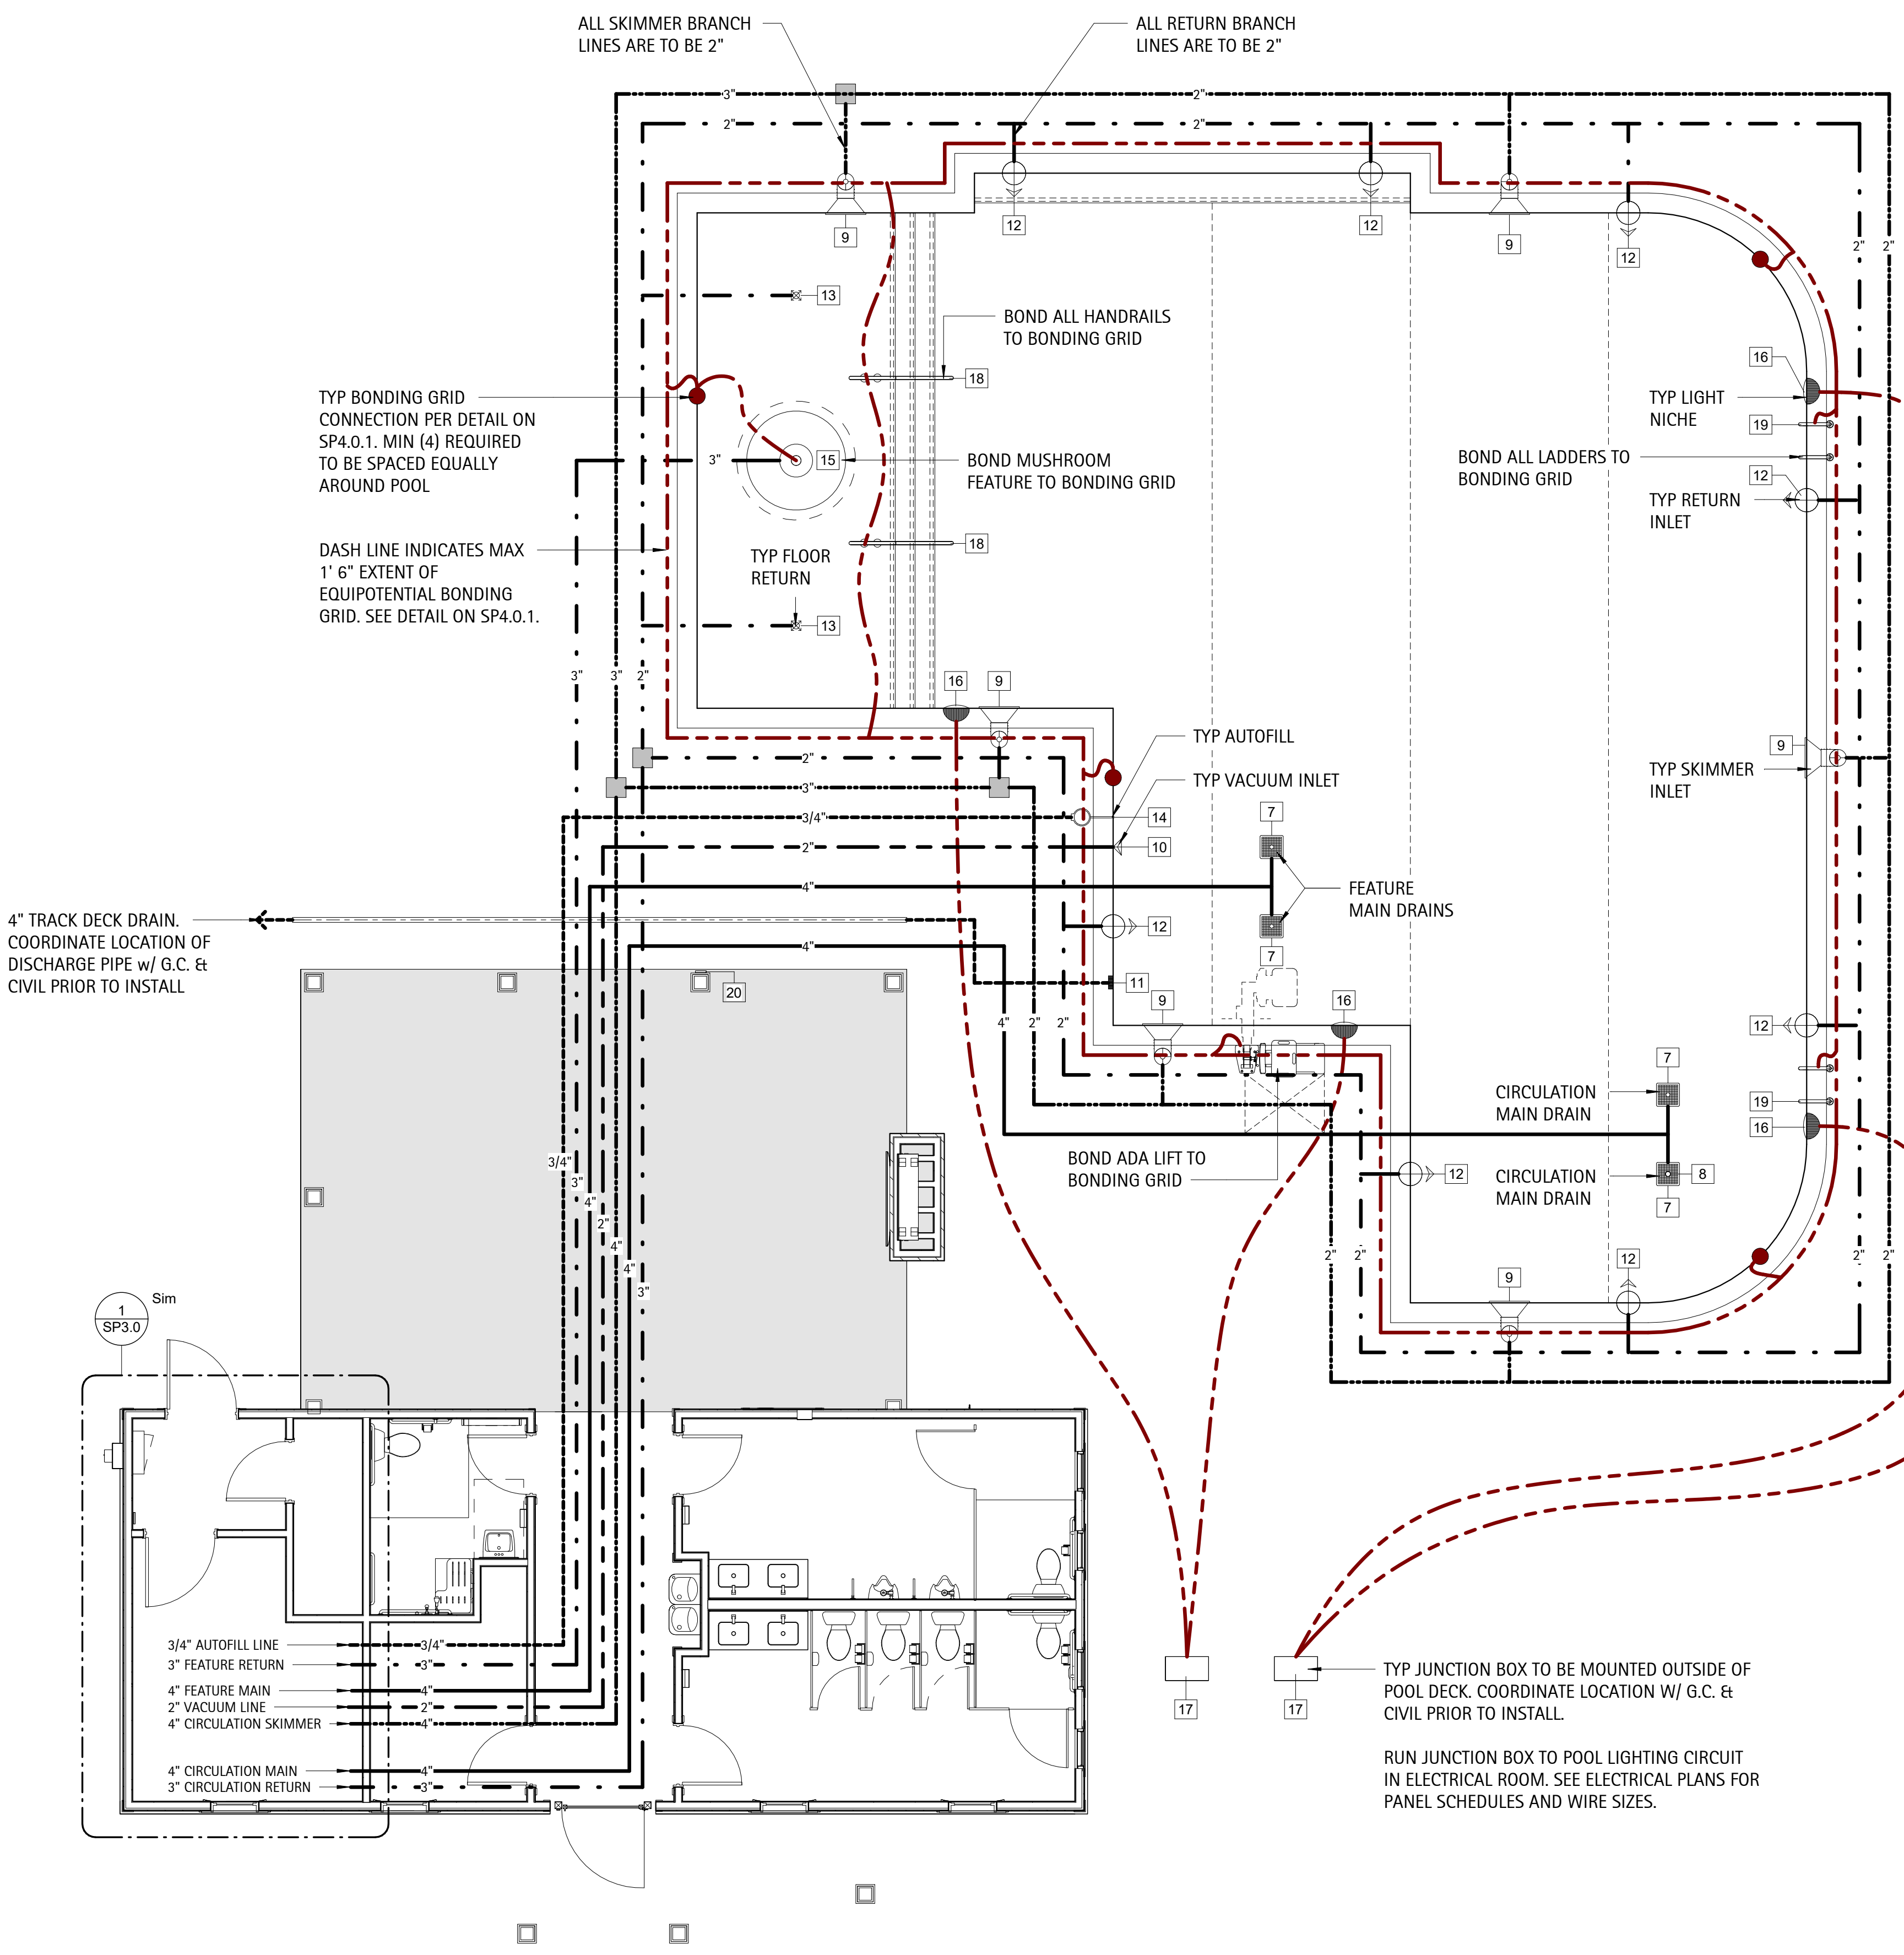 ALL SKIMMER BRANCH
LINES ARE TO BE 2"
ALL RETURN BRANCH
LINES ARE TO BE 2"
3"
2"
2"
2"
9
12
12
9
12
2"
2"
13
BOND ALL HANDRAILS
TO BONDING GRID
18
16
TYP LIGHT
NICHE
19
TYP BONDING GRID
CONNECTION PER DETAIL ON
SP4.0.1. MIN (4) REQUIRED
TO BE SPACED EQUALLY
AROUND POOL
3"
15
BOND MUSHROOM
FEATURE TO BONDING GRID
BOND ALL LADDERS TO
BONDING GRID
12
TYP RETURN
INLET
DASH LINE INDICATES MAX
1' 6" EXTENT OF
EQUIPOTENTIAL BONDING
GRID. SEE DETAIL ON SP4.0.1.
18
TYP FLOOR
RETURN
13
3"
3"
2"
16
9
TYP AUTOFILL
9
TYP SKIMMER
INLET
2"
TYP VACUUM INLET
3"
3/4"
14
7
2"
10
4"
FEATURE
MAIN DRAINS
4" TRACK DECK DRAIN.
COORDINATE LOCATION OF
DISCHARGE PIPE w/ G.C. &
CIVIL PRIOR TO INSTALL
12
4"
7
11
20
9
16
4"
2"
2"
12
7
CIRCULATION
MAIN DRAIN
19
16
BOND ADA LIFT TO
BONDING GRID
12
CIRCULATION
MAIN DRAIN
8
7
3/4"
3"
4"
2"
4"
4"
3"
2"
2"
12
2"
2"
9
1
SP3.0
Sim
3/4" AUTOFILL LINE
3/4"
3" FEATURE RETURN
3"
4" FEATURE MAIN
4"
2" VACUUM LINE
2"
4" CIRCULATION SKIMMER
4"
4" CIRCULATION MAIN
4"
3" CIRCULATION RETURN
3"
17
17
TYP JUNCTION BOX TO BE MOUNTED OUTSIDE OF
POOL DECK. COORDINATE LOCATION W/ G.C. &
CIVIL PRIOR TO INSTALL.
RUN JUNCTION BOX TO POOL LIGHTING CIRCUIT
IN ELECTRICAL ROOM. SEE ELECTRICAL PLANS FOR
PANEL SCHEDULES AND WIRE SIZES.